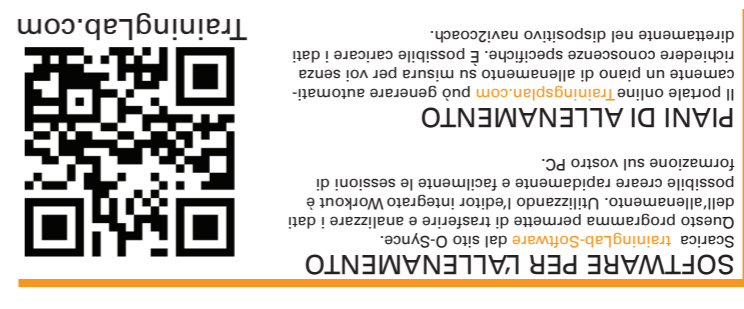 SOFTWARE PER L'ALLENAMENTO
Scarica trainingLab-Software dal sito O-Synce.
Questo programma permette di trasferire e analizzare i dati
dell'allenamento. Utilizzando l'editor integrato Workout è
possibile creare rapidamente e facilmente le sessioni di
formazione sul vostro PC.
PIANI DI ALLENAMENTO
Il portale online Trainingsplan.com può generare automati-
camente un piano di allenamento su misura per voi senza
richiedere conoscenze specifiche. È possibile caricare i dati
direttamente nel dispositivo navi2coach.
TrainingLab.com